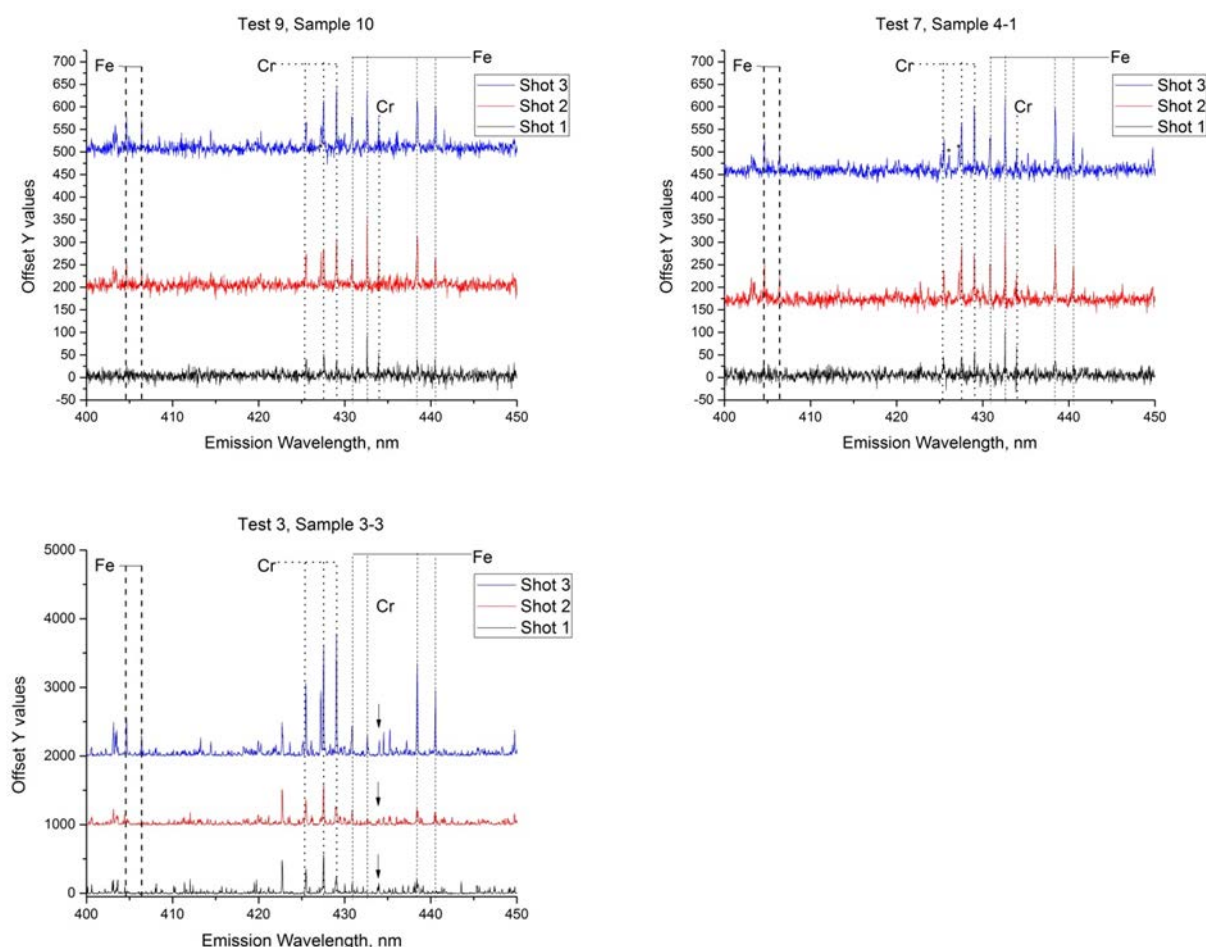 Test 9, Sample 10
Fe
Cr
Fe
Cr
Shot 3
Shot 2
Shot 1
700
650
600
550
500
450
400
350
300
250
200
150
100
50
0
-50
Offset Y values
400 410 420 430 440 450
Emission Wavelength, nm
Test 7, Sample 4-1
Fe
Cr
Fe
Cr
Shot 3
Shot 2
Shot 1
700
650
600
550
500
450
400
350
300
250
200
150
100
50
0
-50
Offset Y values
400 410 420 430 440 450
Emission Wavelength, nm
Test 3, Sample 3-3
Fe
Cr
Fe
Cr
Shot 3
Shot 2
Shot 1
5000
4000
3000
2000
1000
0
Offset Y values
400 410 420 430 440 450
Emission Wavelength, nm